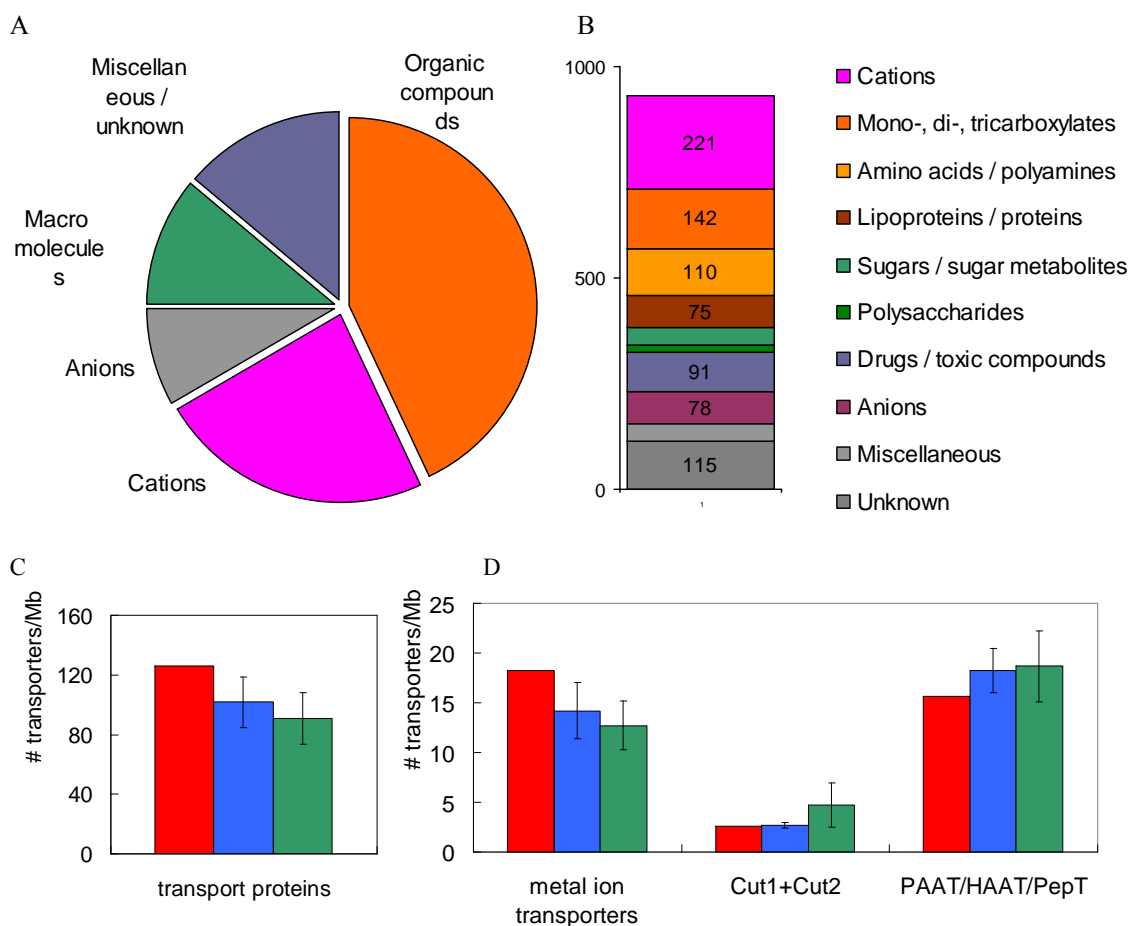 A
Miscellan
eous /
unknown
Organic
compou
nds
Macro
molecule
s
Anions
Cations
B
1000
500
0
221
142
110
75
91
78
115
1
Cations
Mono-, di-, tricarboxylates
Amino acids / polyamines
Lipoproteins / proteins
Sugars / sugar metabolites
Polysaccharides
Drugs / toxic compounds
Anions
Miscellaneous
Unknown
C
# transporters/Mb
160
120
80
40
0
transport proteins
D
# transporters/Mb
25
20
15
10
5
0
metal ion
transporters
Cut1+Cut2
PAAT/HAAT/PepT